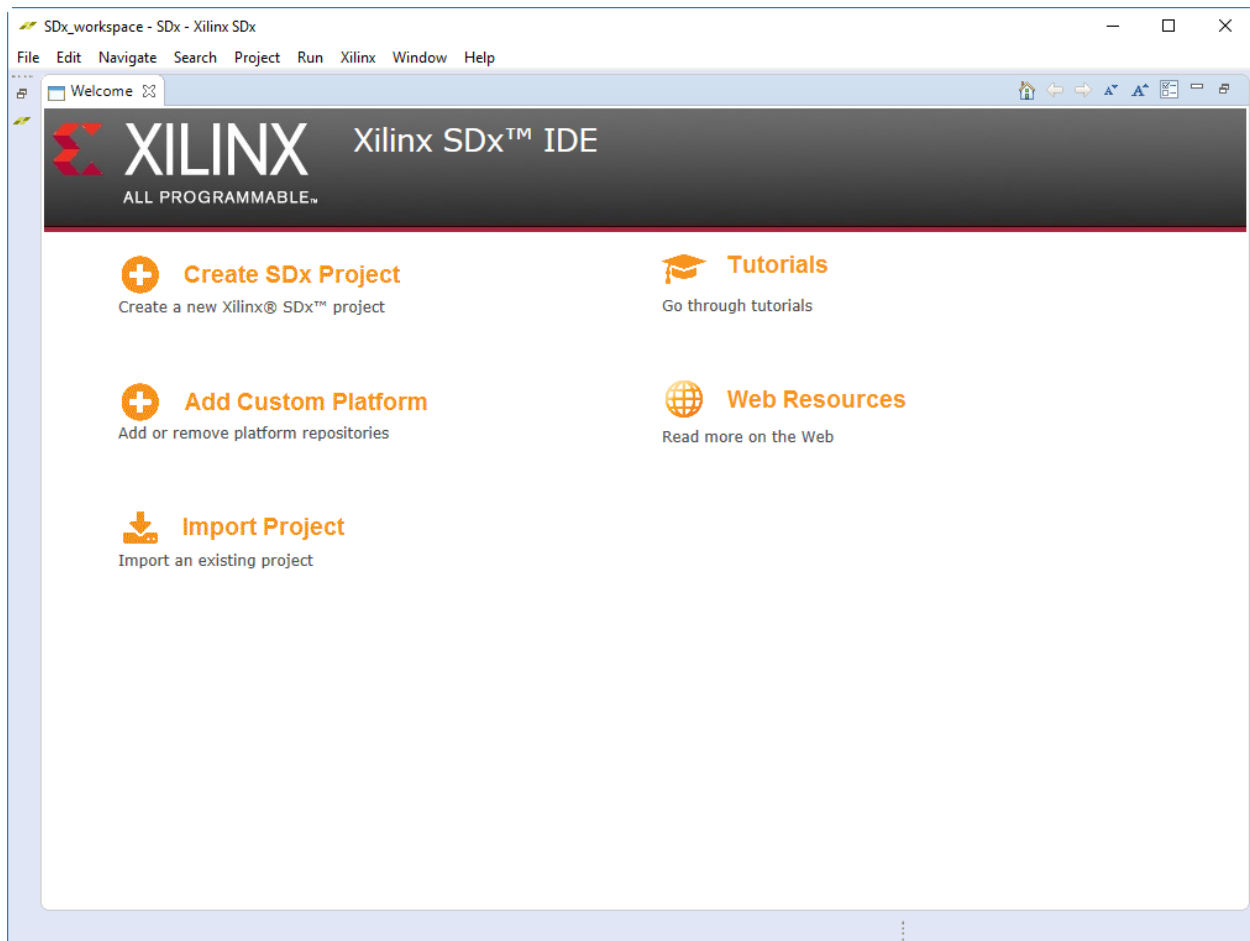 SDx_workspace - SDx - Xilinx SDx
File Edit Navigate Search Project Run Xilinx Window Help
Welcome
XILINX
ALL PROGRAMMABLE™
Xilinx SDx™ IDE
Create SDx Project
Create a new Xilinx® SDx™ project
Tutorials
Go through tutorials
Add Custom Platform
Add or remove platform repositories
Web Resources
Read more on the Web
Import Project
Import an existing project